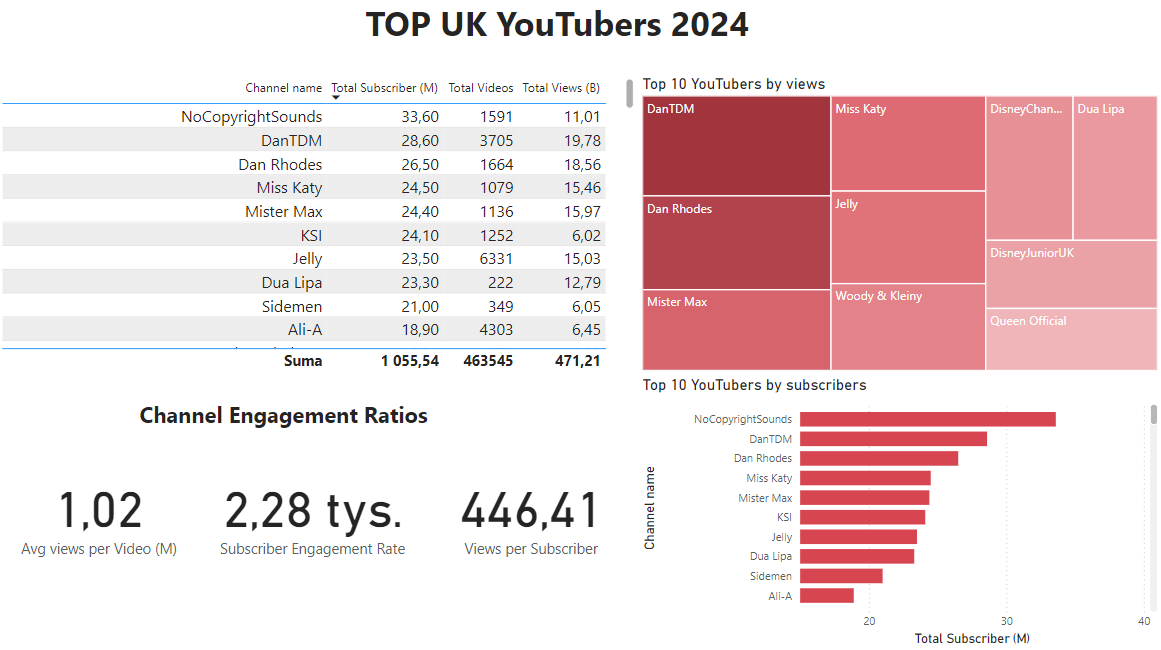 TOP UK YouTubers 2024
Channel name Total Subscriber (M) Total Videos Total Views (B)
NoCopyrightSounds 33,60 1591 11,01
DanTDM 28,60 3705 19,78
Dan Rhodes 26,50 1664 18,56
Miss Katy 24,50 1079 15,46
Mister Max 24,40 1136 15,97
KSI 24,10 1252 6,02
Jelly 23,50 6331 15,03
Dua Lipa 23,30 222 12,79
Sidemen 21,00 349 6,05
Ali-A 18,90 4303 6,45
Suma 1 055,54 463545 471,21
Channel Engagement Ratios
1,02 2,28 tys. 446,41
Avg views per Video (M) Subscriber Engagement Rate Views per Subscriber
Top 10 YouTubers by views
DanTDM
Dan Rhodes
Mister Max
Miss Katy
Jelly
Woody & Kleiny
DisneyChan...
Dua Lipa
DisneyJuniorUK
Queen Official
Top 10 YouTubers by subscribers
Channel name
NoCopyrightSounds
DanTDM
Dan Rhodes
Miss Katy
Mister Max
KSI
Jelly
Dua Lipa
Sidemen
Ali-A
20 30 40
Total Subscriber (M)